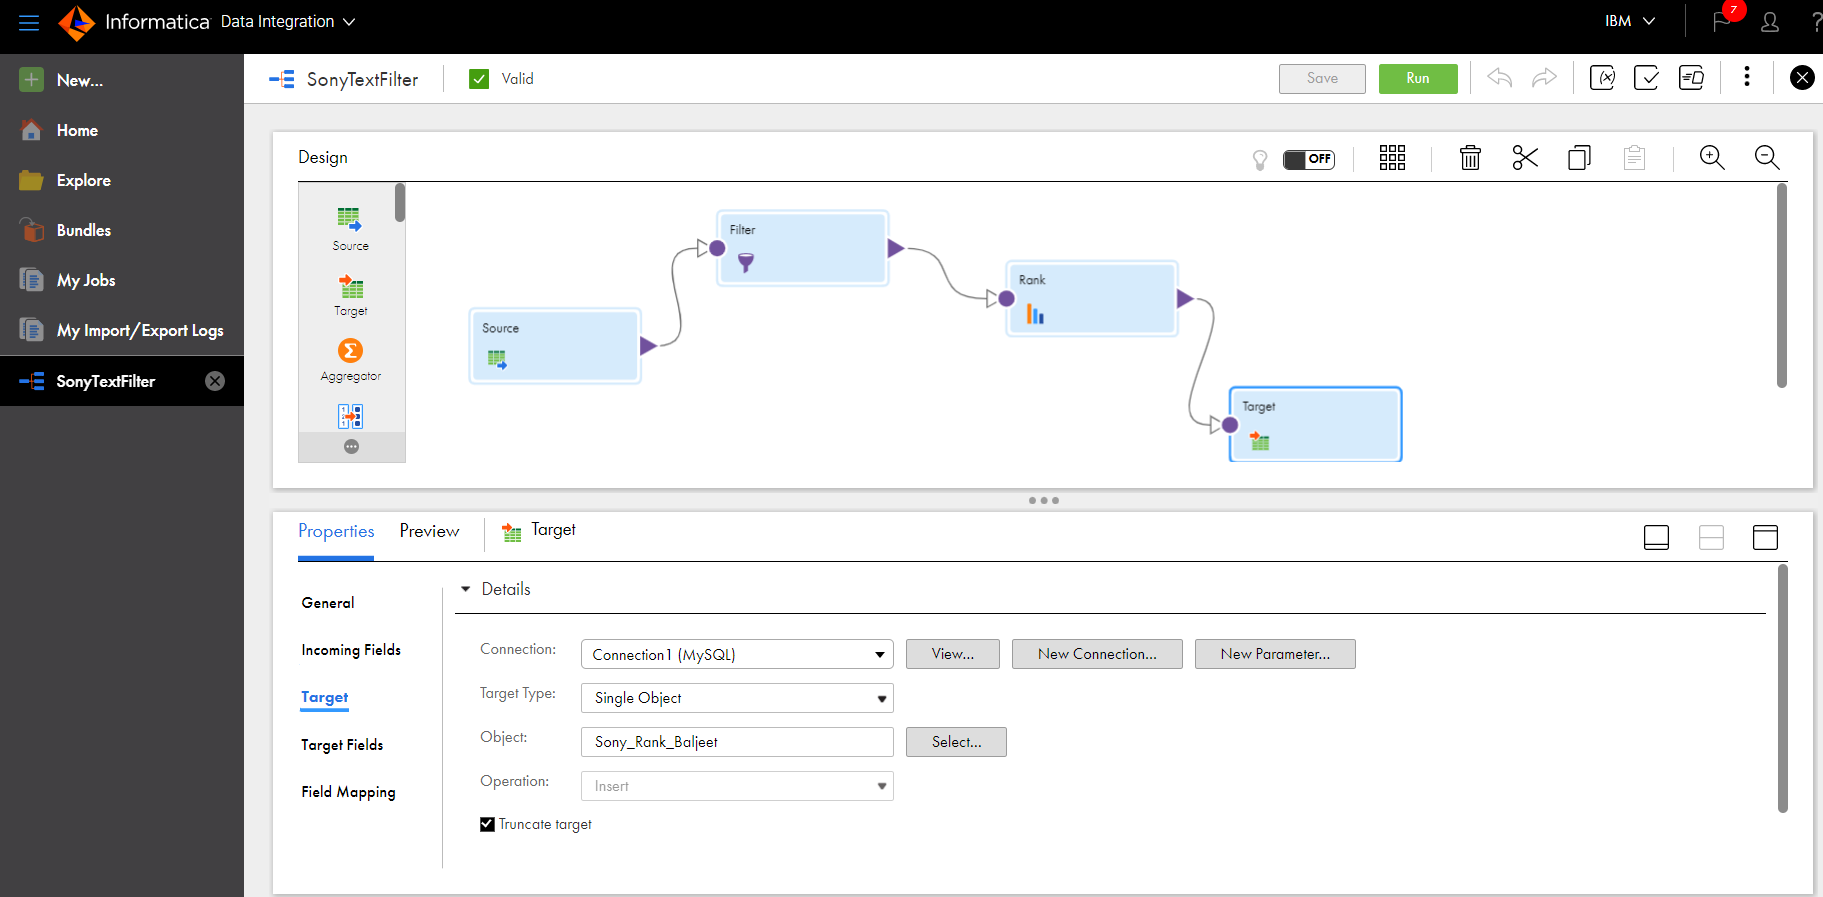 Informatica Data Integration IBM 7 ?
New...
Home
Explore
Bundles
My Jobs
My Import/Export Logs
SonyTextFilter
SonyTextFilter Valid Save Run
Design OFF
Source
Target
Aggregator
Source
Filter
Rank
Target
Properties Preview Target
General
Incoming Fields
Target
Target Fields
Field Mapping
Details
Connection: Connection1 (MySQL) View... New Connection... New Parameter...
Target Type: Single Object
Object: Sony_Rank_Baljeet Select...
Operation: Insert
Truncate target